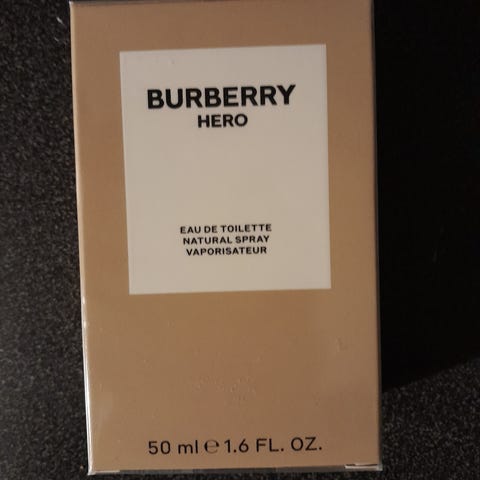 BURBERRY
HERO
EAU DE TOILETTE
NATURAL SPRAY
VAPORISATEUR
50 ml ℮ 1.6 FL. OZ.